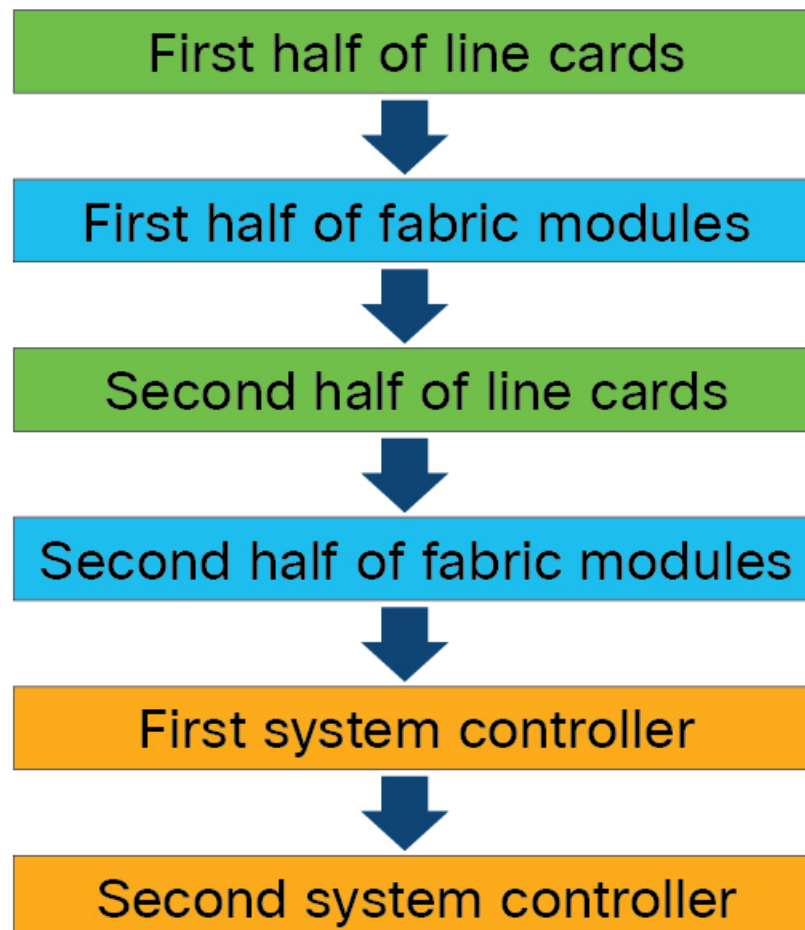 First half of line cards
First half of fabric modules
Second half of line cards
Second half of fabric modules
First system controller
Second system controller